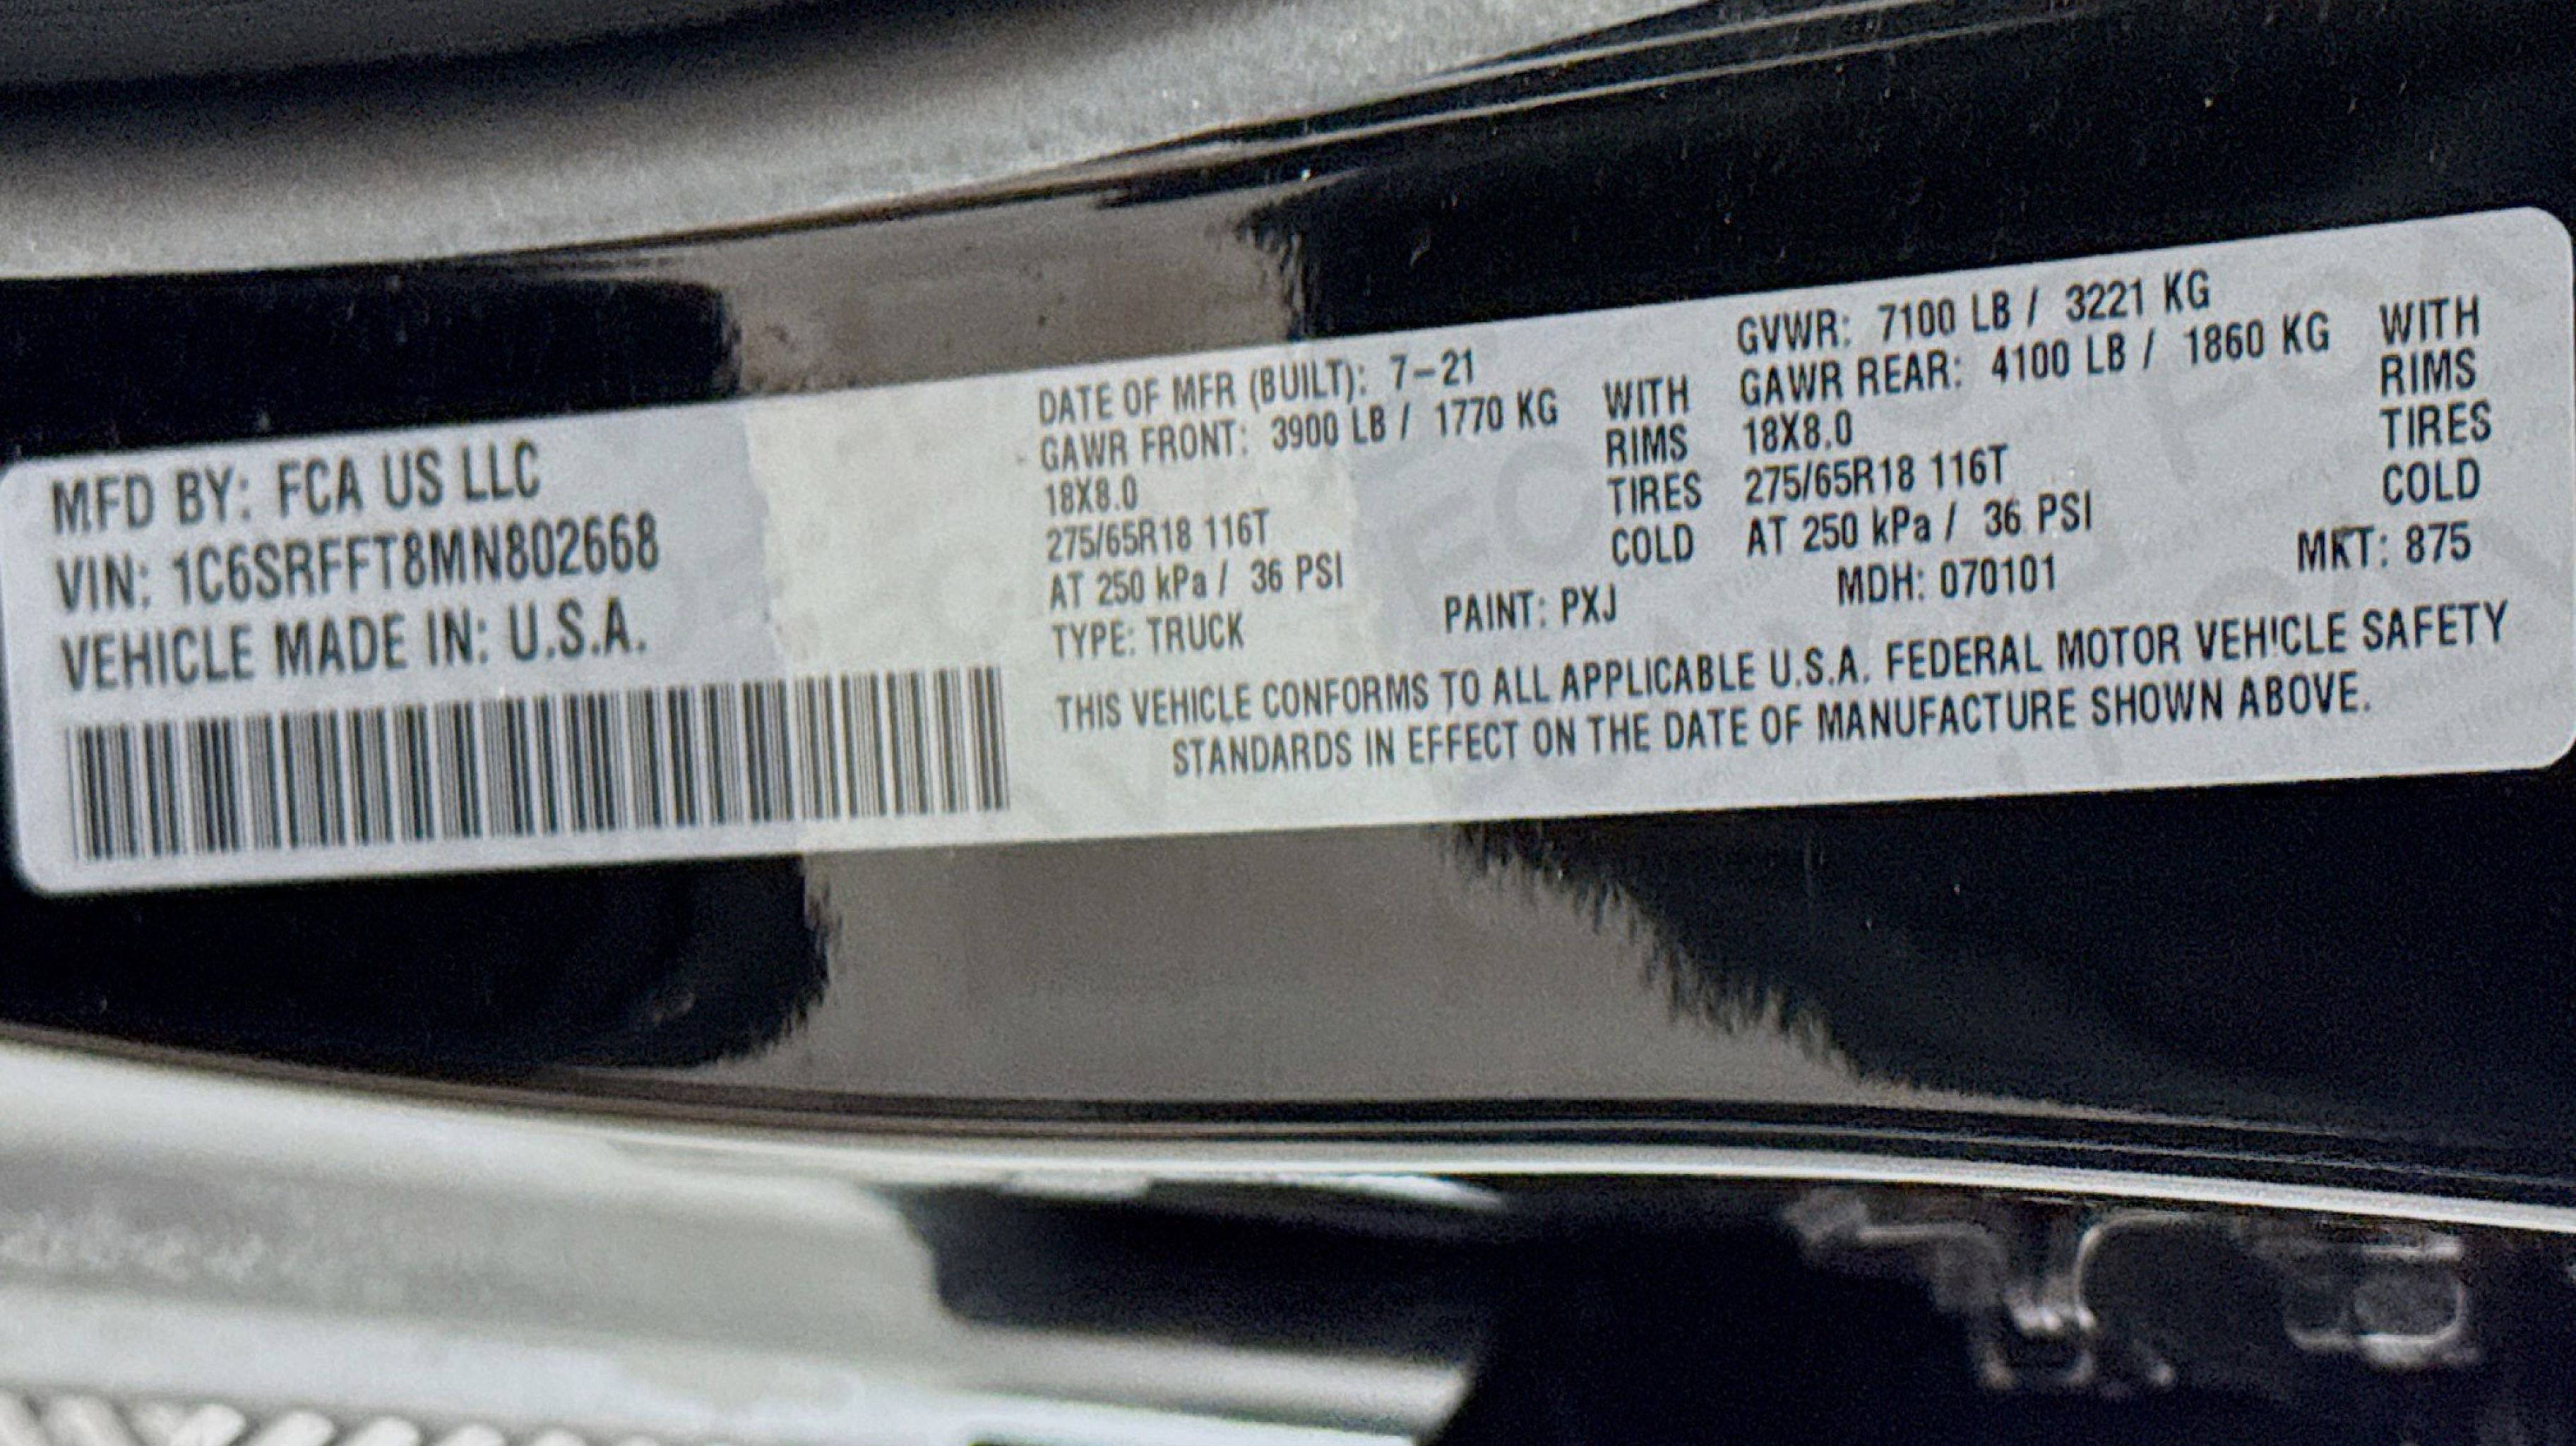 MFD BY: FCA US LLC
VIN: 1C6SRFFT8MN802668
VEHICLE MADE IN: U.S.A.
DATE OF MFR (BUILT): 7-21
GAWR FRONT: 3900 LB / 1770 KG WITH
18X8.0 RIMS
275/65R18 116T TIRES
AT 250 kPa / 36 PSI COLD
GVWR: 7100 LB / 3221 KG
GAWR REAR: 4100 LB / 1860 KG WITH
18X8.0 RIMS
275/65R18 116T TIRES
AT 250 kPa / 36 PSI COLD
TYPE: TRUCK PAINT: PXJ MDH: 070101 MKT: 875
THIS VEHICLE CONFORMS TO ALL APPLICABLE U.S.A. FEDERAL MOTOR VEHICLE SAFETY
STANDARDS IN EFFECT ON THE DATE OF MANUFACTURE SHOWN ABOVE.